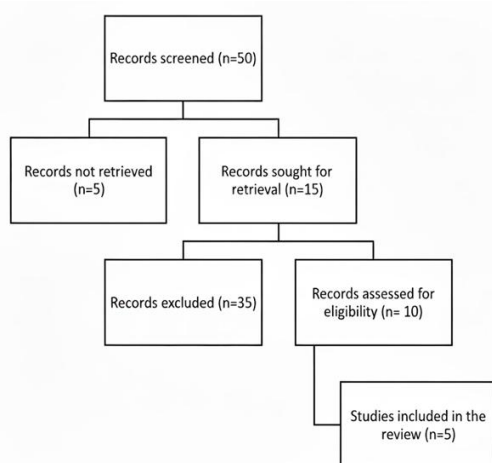 Records screened (n=50)
Records not retrieved
(n=5)
Records sought for
retrieval (n=15)
Records excluded (n=35)
Records assessed for
eligibility (n= 10)
Studies included in the
review (n=5)